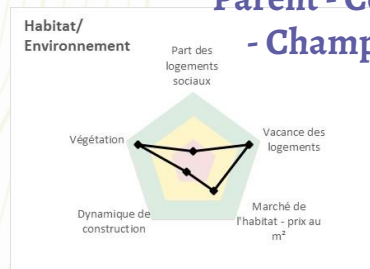 Parent - Co
- Champ
Habitat/
Environnement
Part des
logements
sociaux
Végétation
Vacance des
logements
Dynamique de
construction
Marché de
l'habitat - prix au
m²